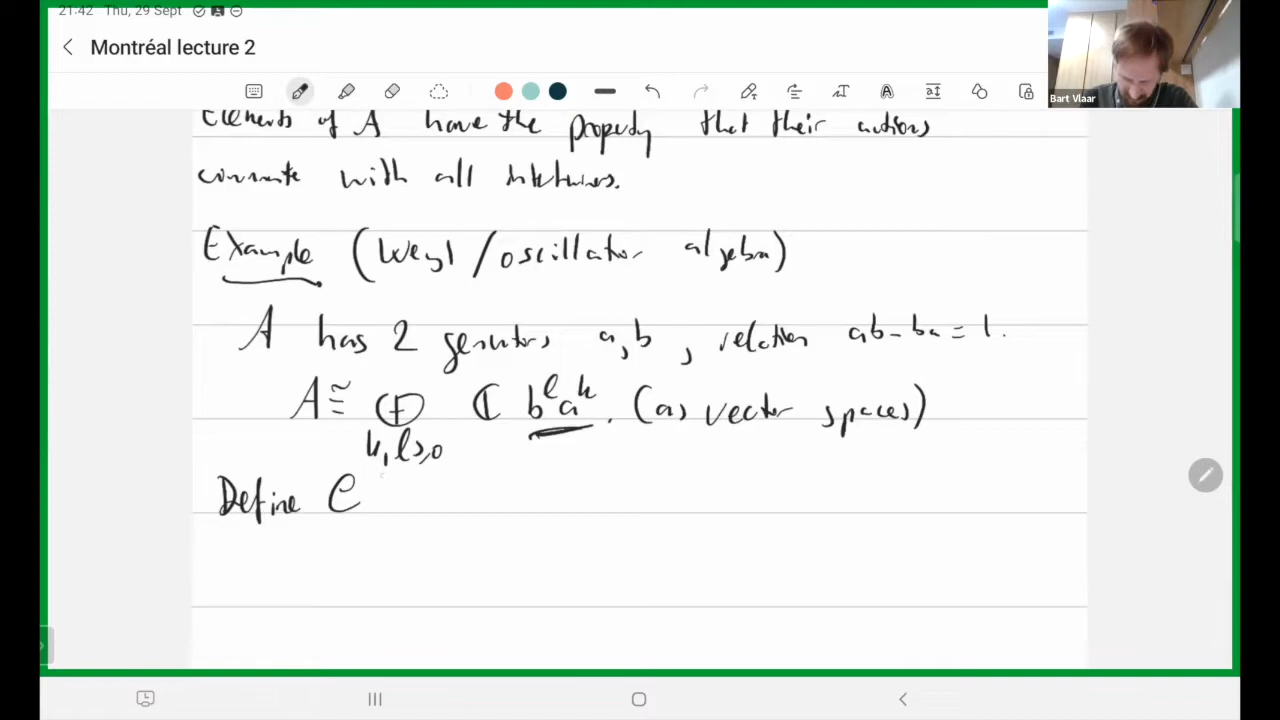 21:42 Thu, 29 Sept
Montréal lecture 2
Bart Vlaar
Elements of A have the property that their actions
commute with all intertwiners.
Example (Weyl/oscillator algebra)
A has 2 generators a,b, relation ab-ba=1.
A ≅ ⊕ ℂ bˡaᵏ. (as vector spaces)
k,l≥0
Define C